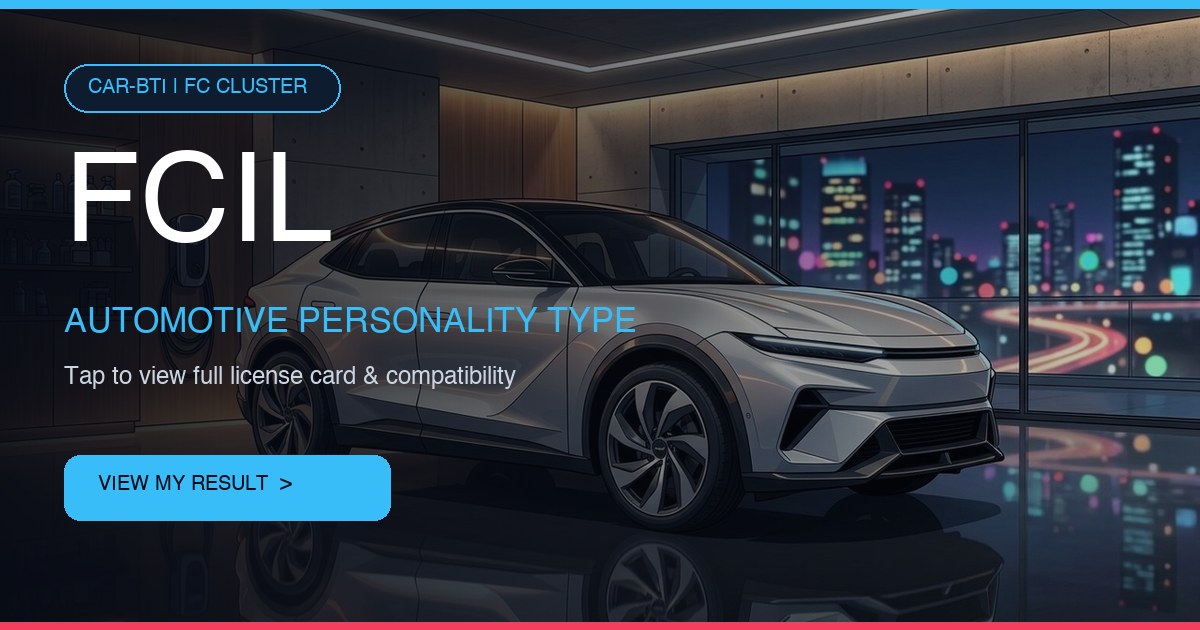 CAR-BTI | FC CLUSTER
FCIL
AUTOMOTIVE PERSONALITY TYPE
Tap to view full license card & compatibility
VIEW MY RESULT >